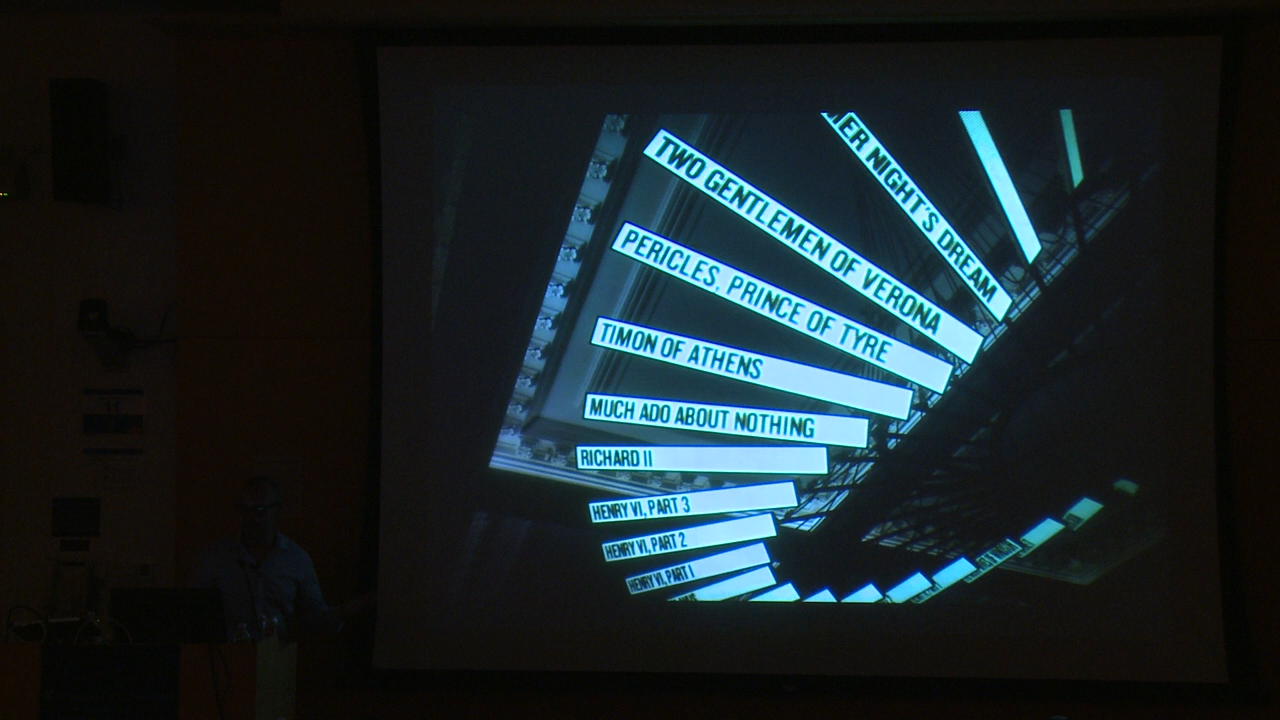 ER NIGHT'S DREAM
TWO GENTLEMEN OF VERONA
PERICLES, PRINCE OF TYRE
TIMON OF ATHENS
MUCH ADO ABOUT NOTHING
RICHARD II
HENRY VI, PART 3
HENRY VI, PART 2
HENRY VI, PART 1